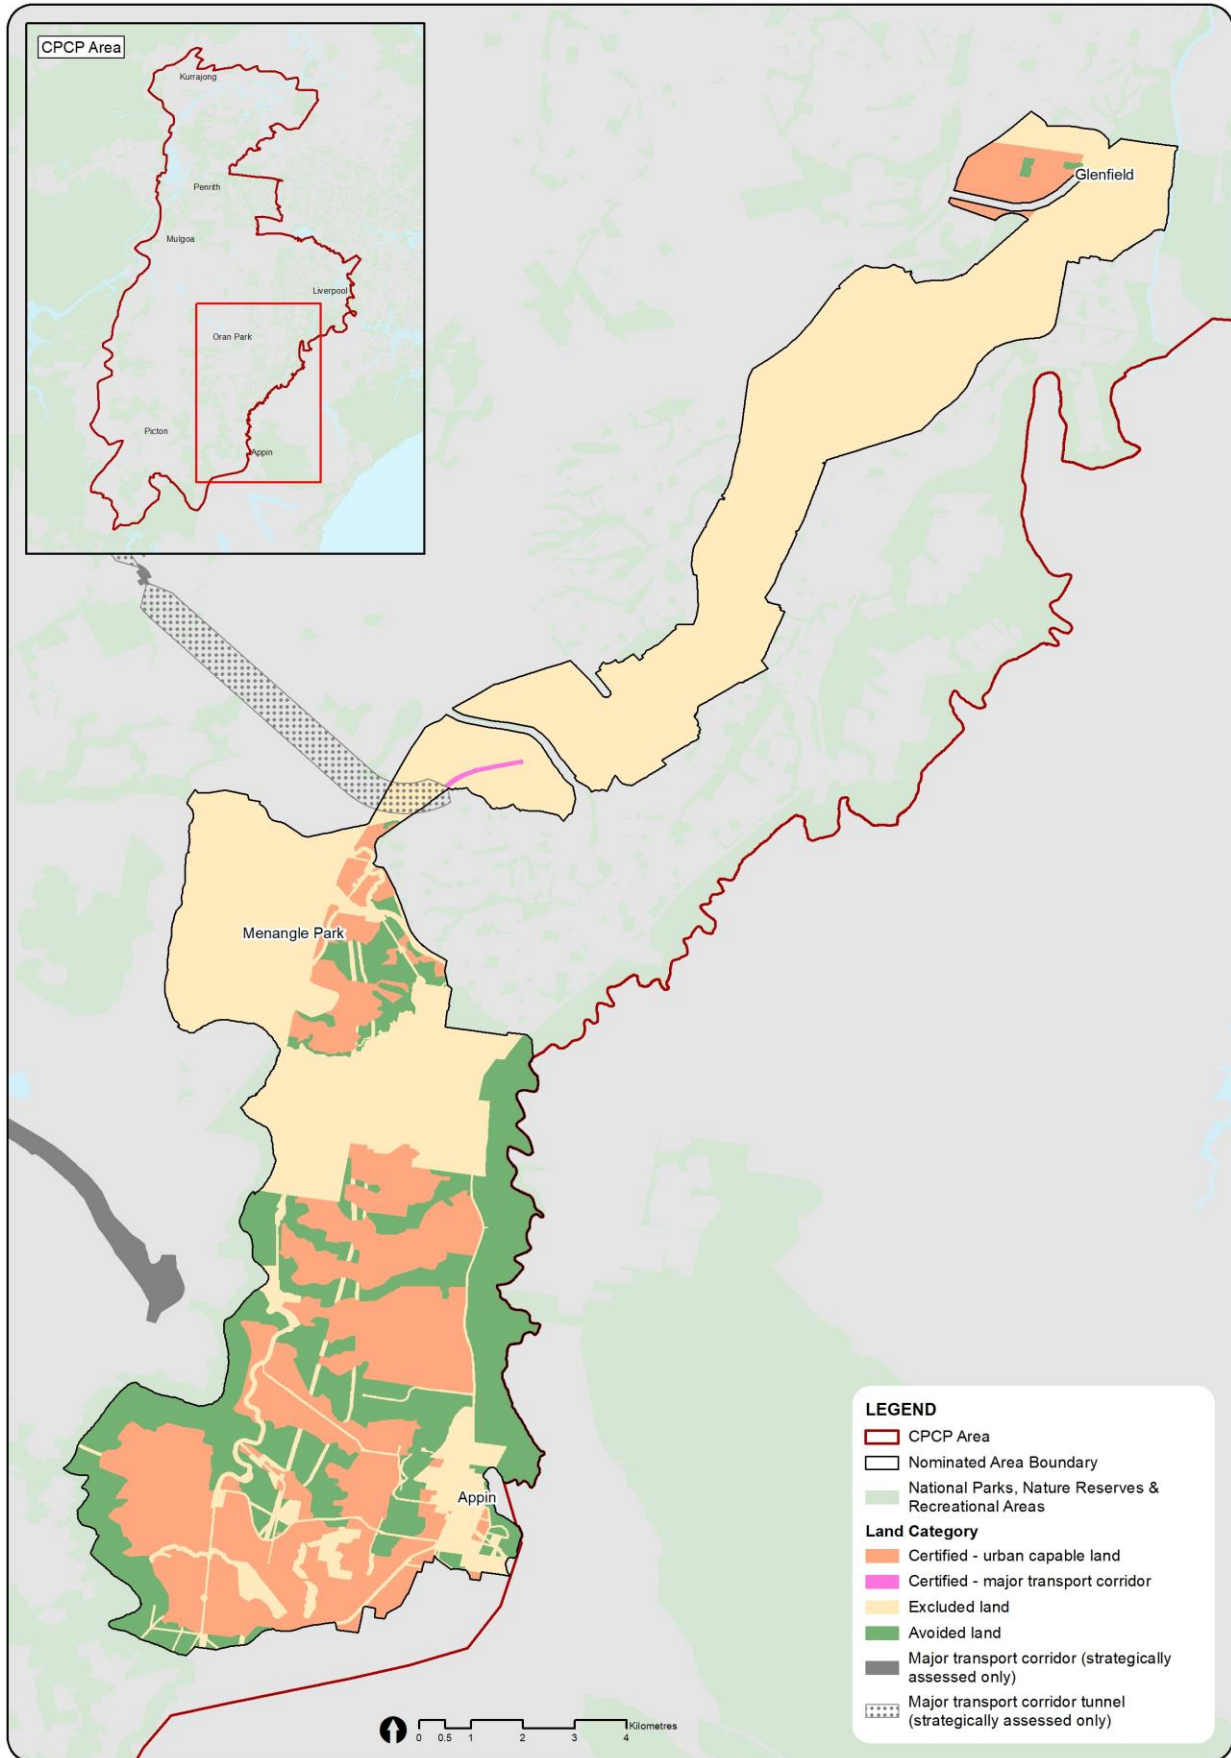 CPCP Area
Kurrajong
Penrith
Mulgoa
Liverpool
Oran Park
Picton
Appin
Glenfield
Menangle Park
Appin
LEGEND
CPCP Area
Nominated Area Boundary
National Parks, Nature Reserves &
Recreational Areas
Land Category
Certified - urban capable land
Certified - major transport corridor
Excluded land
Avoided land
Major transport corridor (strategically
assessed only)
Major transport corridor tunnel
(strategically assessed only)
Kilometres
0 0.5 1 2 3 4